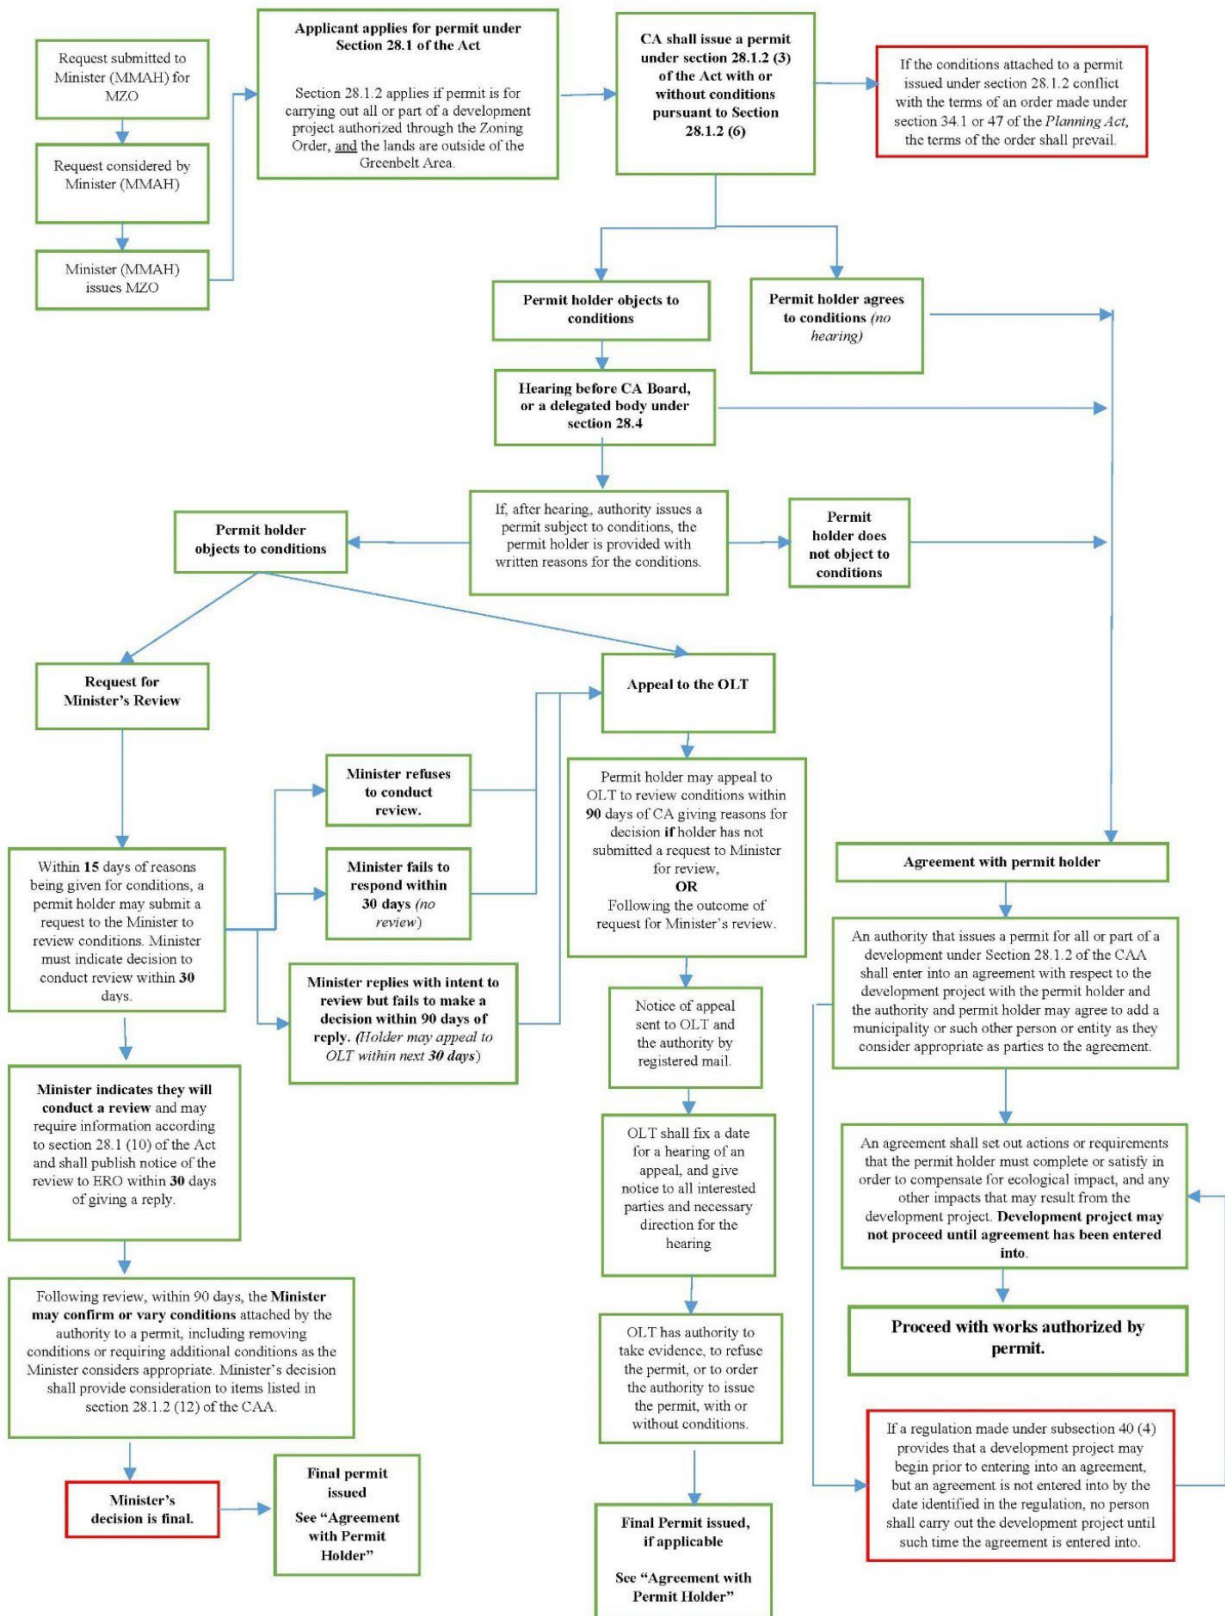 Request submitted to
Minister (MMAH) for
MZO
Request considered by
Minister (MMAH)
Minister (MMAH)
issues MZO
Applicant applies for permit under
Section 28.1 of the Act
Section 28.1.2 applies if permit is for
carrying out all or part of a development
project authorized through the Zoning
Order, and the lands are outside of the
Greenbelt Area.
CA shall issue a permit
under section 28.1.2 (3)
of the Act with or
without conditions
pursuant to Section
28.1.2 (6)
If the conditions attached to a permit
issued under section 28.1.2 conflict
with the terms of an order made under
section 34.1 or 47 of the Planning Act,
the terms of the order shall prevail.
Permit holder objects to
conditions
Permit holder agrees
to conditions (no
hearing)
Hearing before CA Board,
or a delegated body under
section 28.4
If, after hearing, authority issues a
permit subject to conditions, the
permit holder is provided with
written reasons for the conditions.
Permit holder
objects to conditions
Permit
holder does
not object to
conditions
Request for
Minister's Review
Appeal to the OLT
Minister refuses
to conduct
review.
Minister fails to
respond within
30 days (no
review)
Minister replies with intent to
review but fails to make a
decision within 90 days of
reply. (Holder may appeal to
OLT within next 30 days)
Within 15 days of reasons
being given for conditions, a
permit holder may submit a
request to the Minister to
review conditions. Minister
must indicate decision to
conduct review within 30
days.
Minister indicates they will
conduct a review and may
require information according
to section 28.1 (10) of the Act
and shall publish notice of the
review to ERO within 30 days
of giving a reply.
Following review, within 90 days, the Minister
may confirm or vary conditions attached by the
authority to a permit, including removing
conditions or requiring additional conditions as the
Minister considers appropriate. Minister's decision
shall provide consideration to items listed in
section 28.1.2 (12) of the CAA.
Minister's
decision is final.
Final permit
issued
See “Agreement
with Permit
Holder”
Permit holder may appeal to
OLT to review conditions within
90 days of CA giving reasons for
decision if holder has not
submitted a request to Minister
for review,
OR
Following the outcome of
request for Minister's review.
Notice of appeal
sent to OLT and
the authority by
registered mail.
OLT shall fix a date
for a hearing of an
appeal, and give
notice to all interested
parties and necessary
direction for the
hearing
OLT has authority to
take evidence, to
refuse the permit,
or to order
the authority to issue
the permit, with or
without conditions.
Final Permit issued,
if applicable
See “Agreement with
Permit Holder”
Agreement with permit holder
An authority that issues a permit for all or part of a
development under Section 28.1.2 of the CAA
shall enter into an agreement with respect to the
development project with the permit holder and
the authority and permit holder may agree to add a
municipality or such other person or entity as they
consider appropriate as parties to the agreement.
An agreement shall set out actions or requirements
that the permit holder must complete or satisfy in
order to compensate for ecological impact, and any
other impacts that may result from the
development project. Development project may
not proceed until agreement has been entered
into.
Proceed with works authorized by
permit.
If a regulation made under subsection 40 (4)
provides that a development project may
begin prior to entering into an agreement,
but an agreement is not entered into by the
date identified in the regulation, no person
shall carry out the development project until
such time the agreement is entered into.